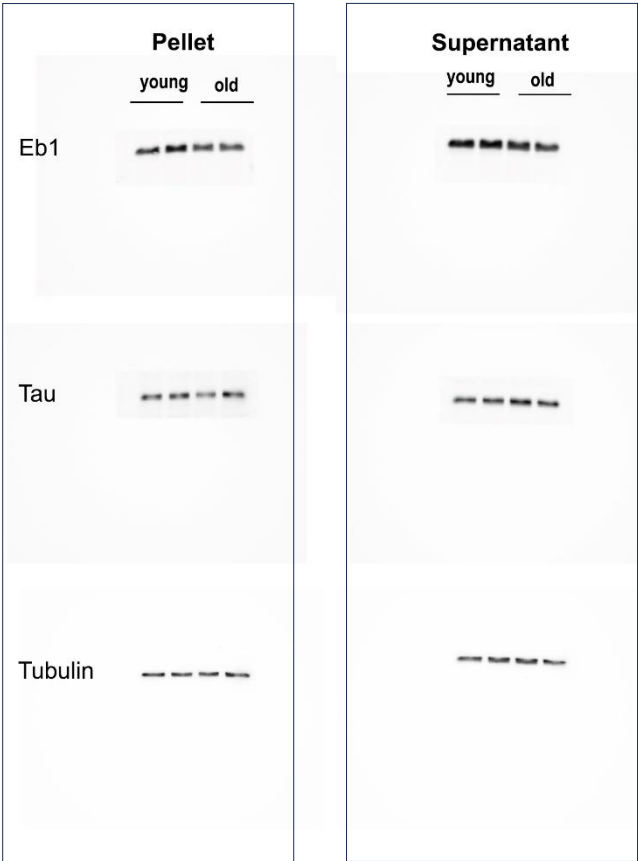 Pellet
young old
Eb1
Tau
Tubulin
Supernatant
young old